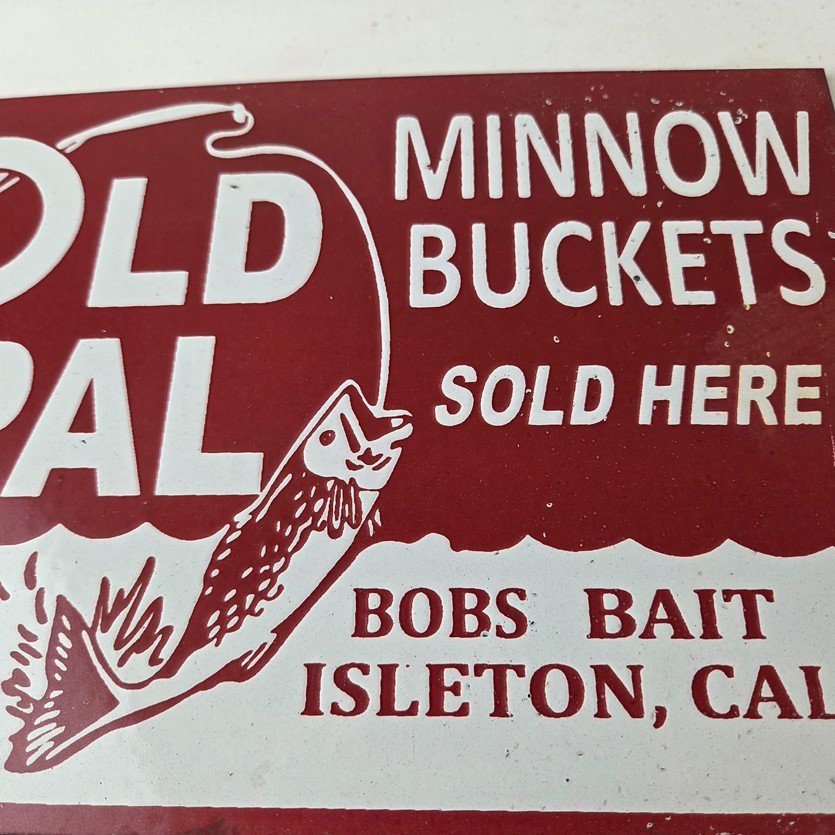 OLD
PAL
MINNOW
BUCKETS
SOLD HERE
BOBS BAIT
ISLETON, CAL